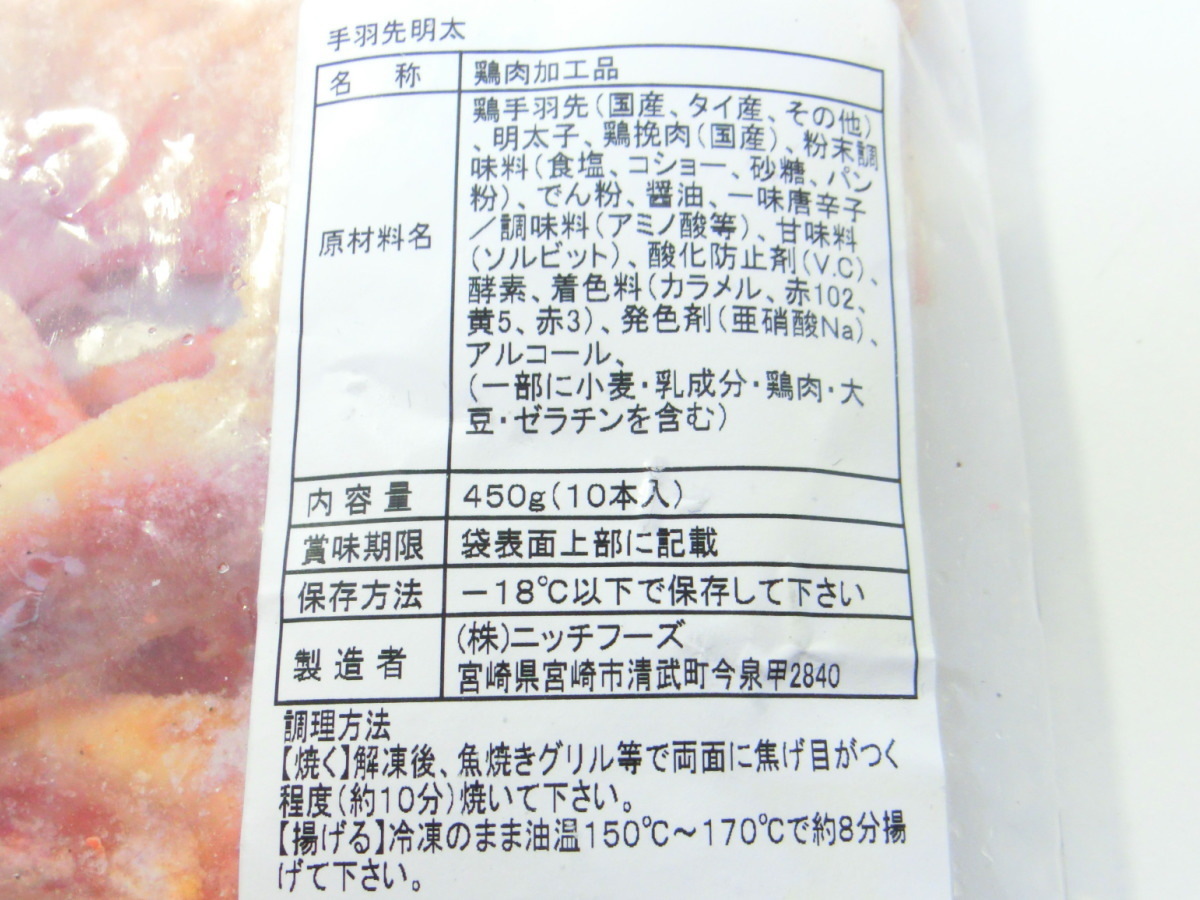 手羽先明太
名称 鶏肉加工品
原材料名
鶏手羽先(国産、タイ産、その他)
、明太子、鶏挽肉(国産)、粉末調
味料(食塩、コショー、砂糖、パン
粉)、でん粉、醤油、一味唐辛子
/調味料(アミノ酸等)、甘味料
(ソルビット)、酸化防止剤(V.C)、
酵素、着色料(カラメル、赤102、
黄5、赤3)、発色剤(亜硝酸Na)、
アルコール、
(一部に小麦・乳成分・鶏肉・大
豆・ゼラチンを含む)
内容量 450g(10本入)
賞味期限 袋表面上部に記載
保存方法 -18℃以下で保存して下さい
製造者 (株)ニッチフーズ
宮崎県宮崎市清武町今泉甲2840
調理方法
【焼く】解凍後、魚焼きグリル等で両面に焦げ目がつく
程度(約10分)焼いて下さい。
【揚げる】冷凍のまま油温150℃~170℃で約8分揚
げて下さい。